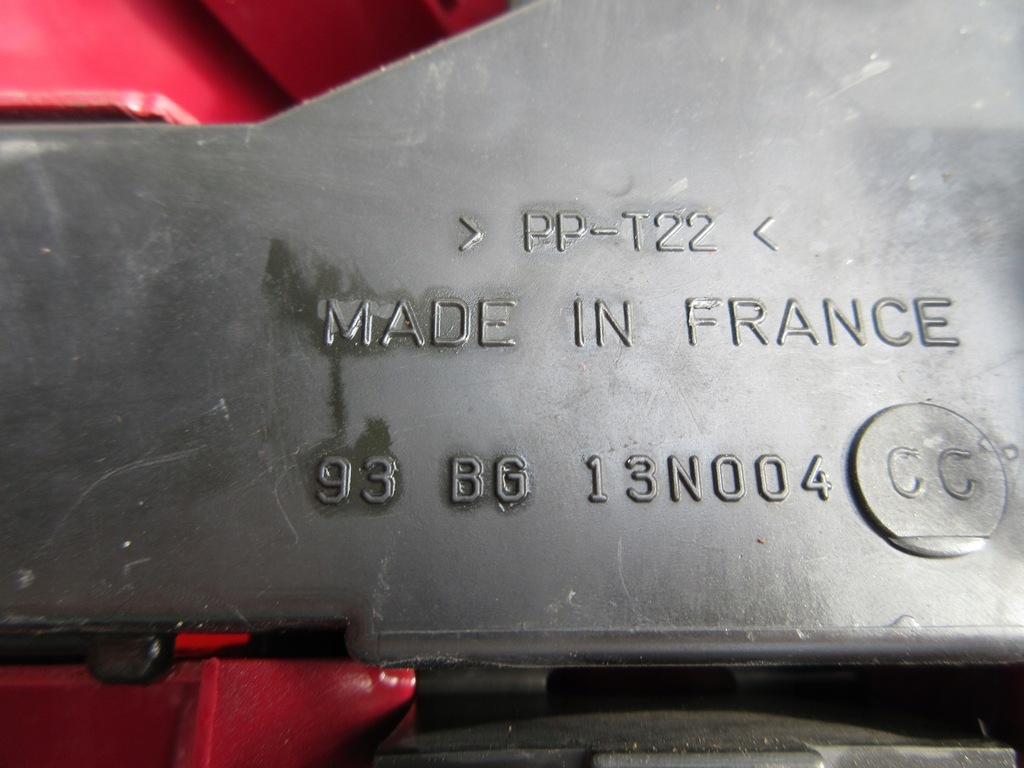 > PP-T22 <
MADE IN FRANCE
93 BG 13N004 CC